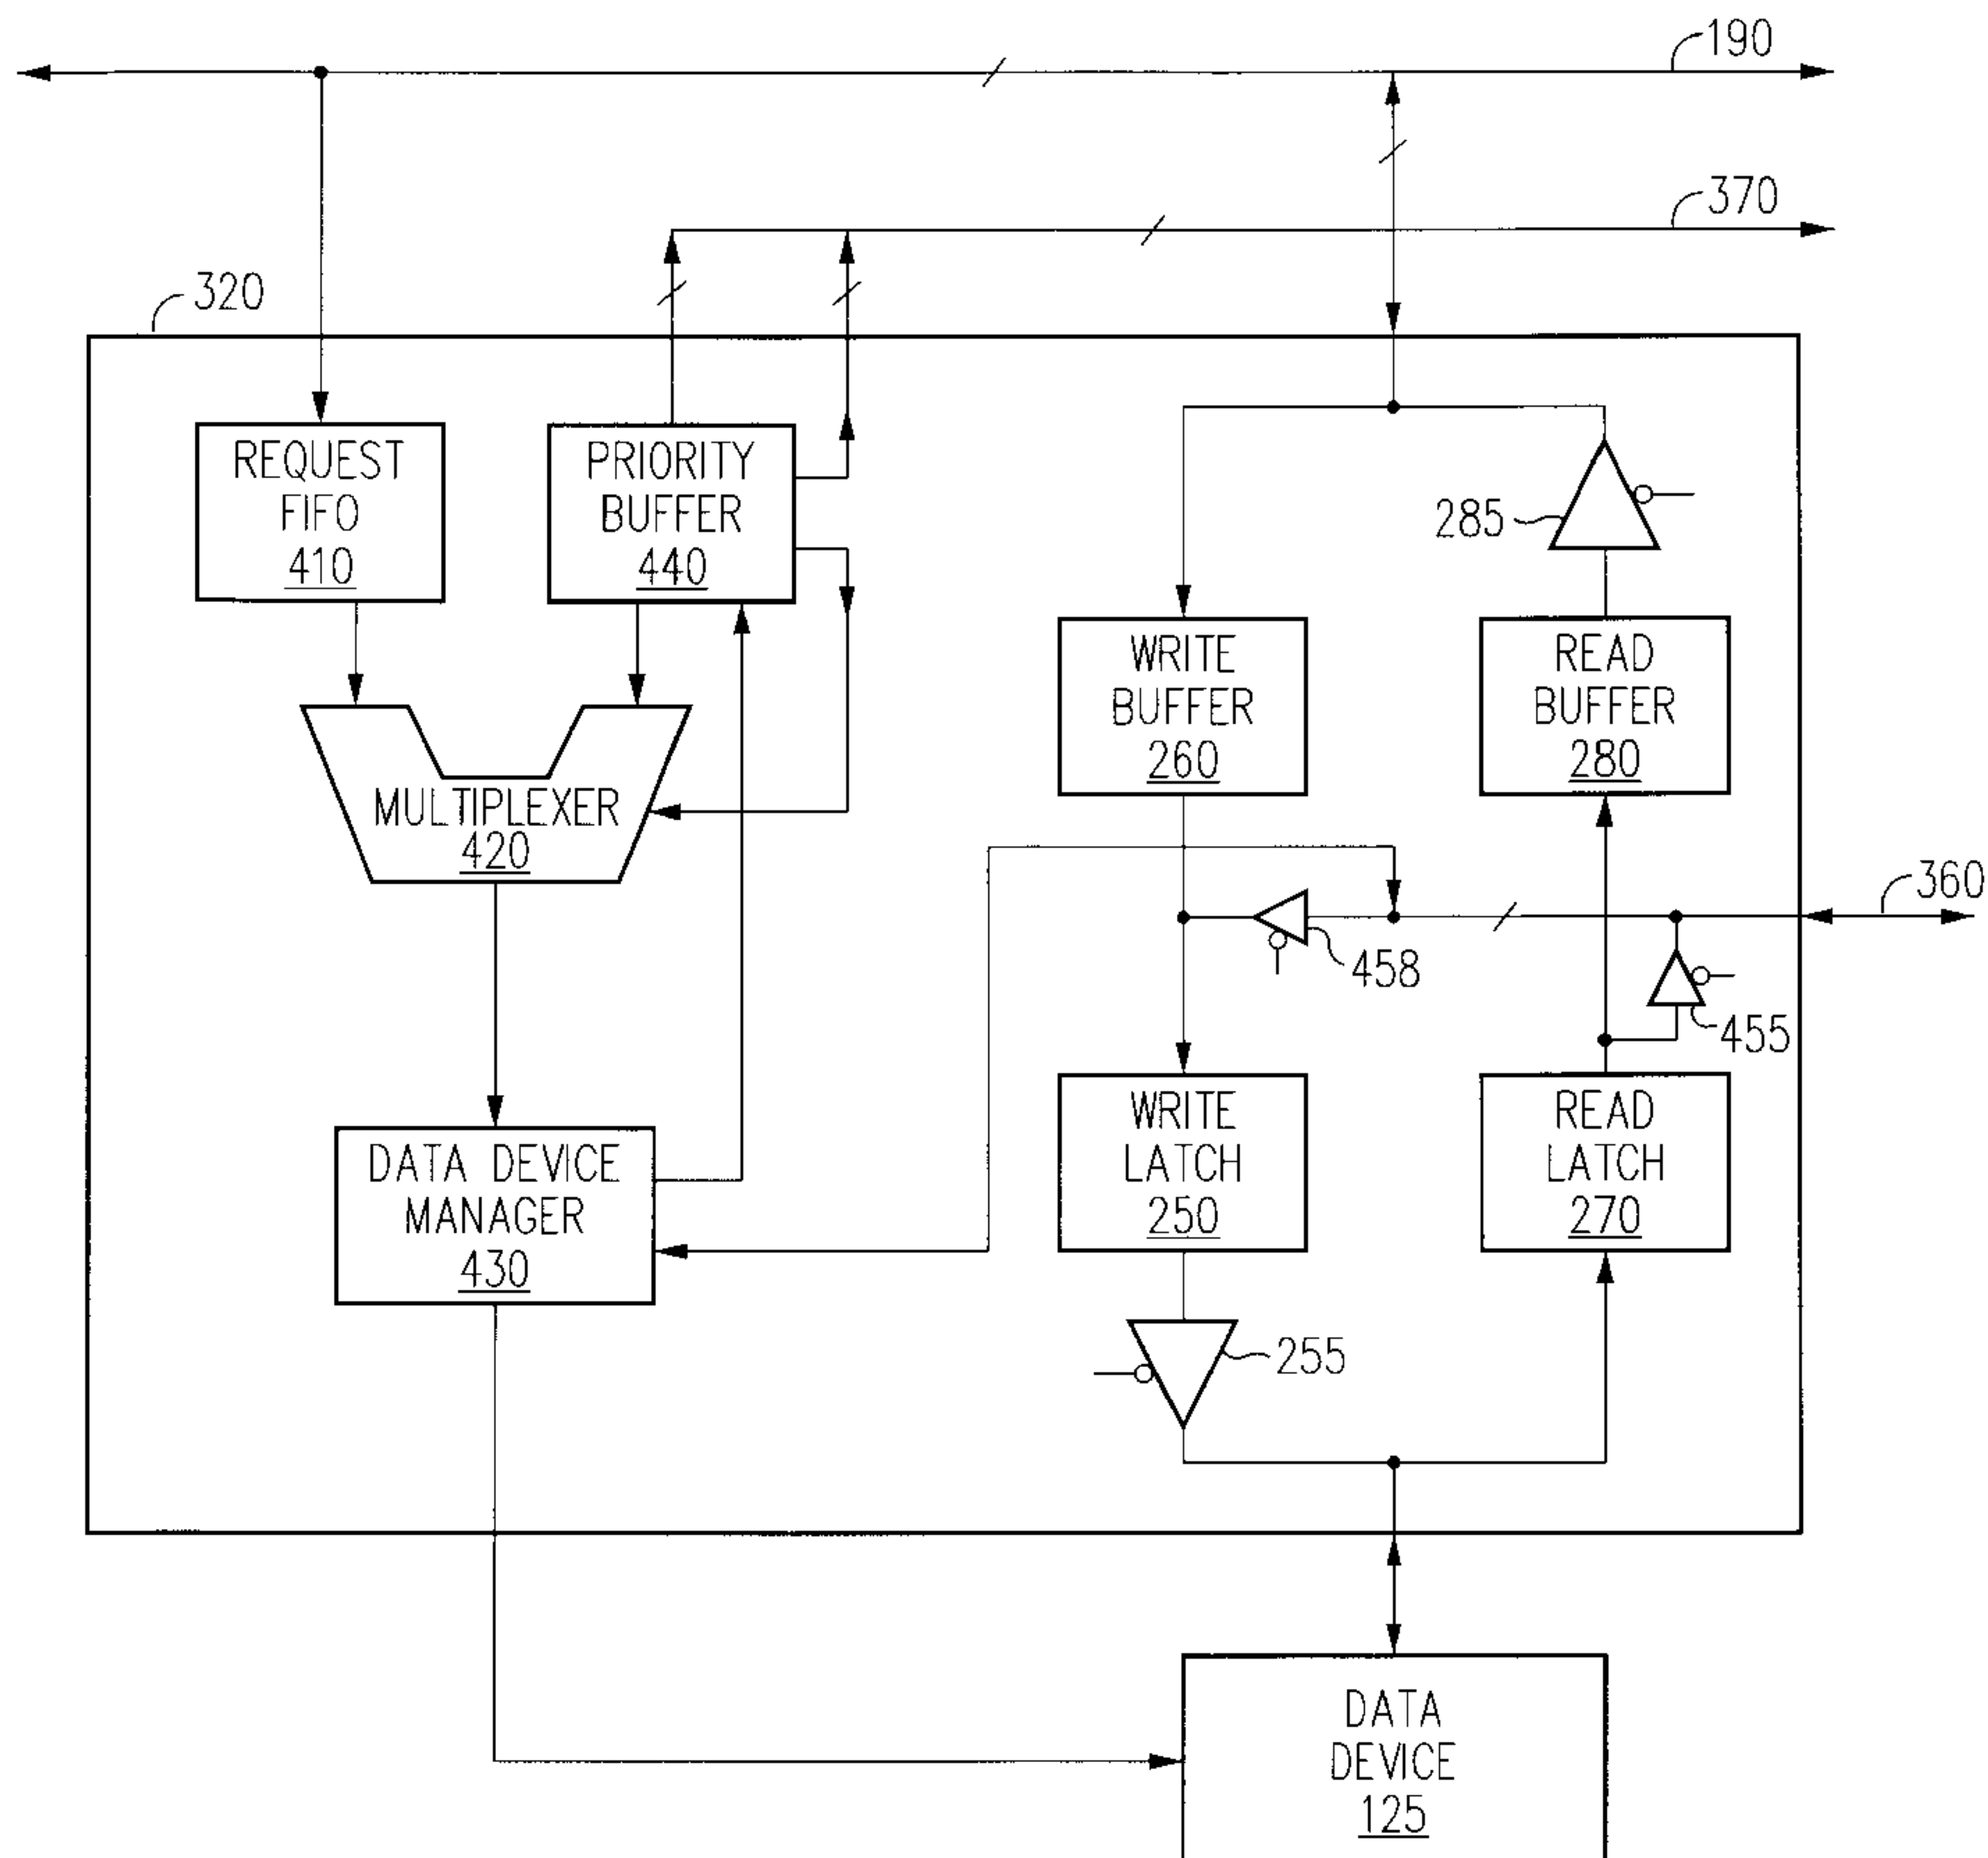 190
370
320
REQUEST
FIFO
410
PRIORITY
BUFFER
440
285
WRITE
BUFFER
260
READ
BUFFER
280
MULTIPLEXER
420
360
458
455
WRITE
LATCH
250
READ
LATCH
270
DATA DEVICE
MANAGER
430
255
DATA
DEVICE
125